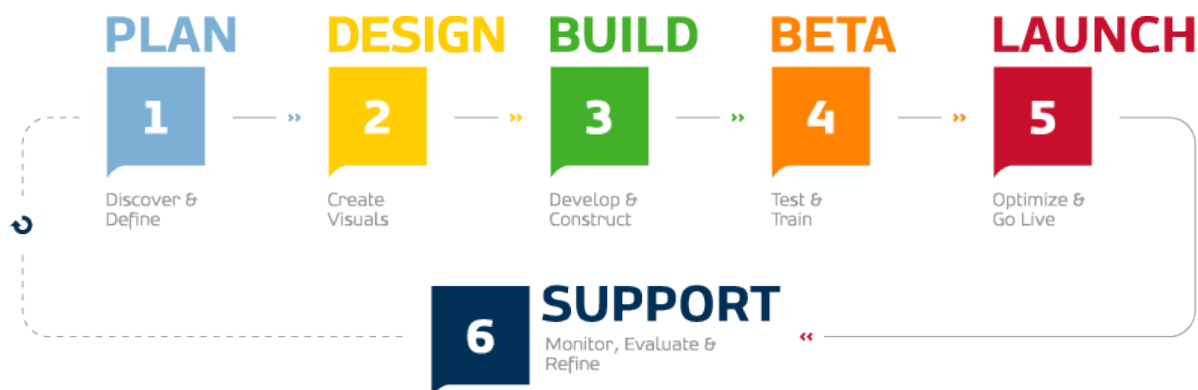 PLAN
DESIGN
BUILD
BETA
LAUNCH
1
2
3
4
5
Discover &
Define
Create
Visuals
Develop &
Construct
Test &
Train
Optimize &
Go Live
6
SUPPORT
Monitor, Evaluate &
Refine